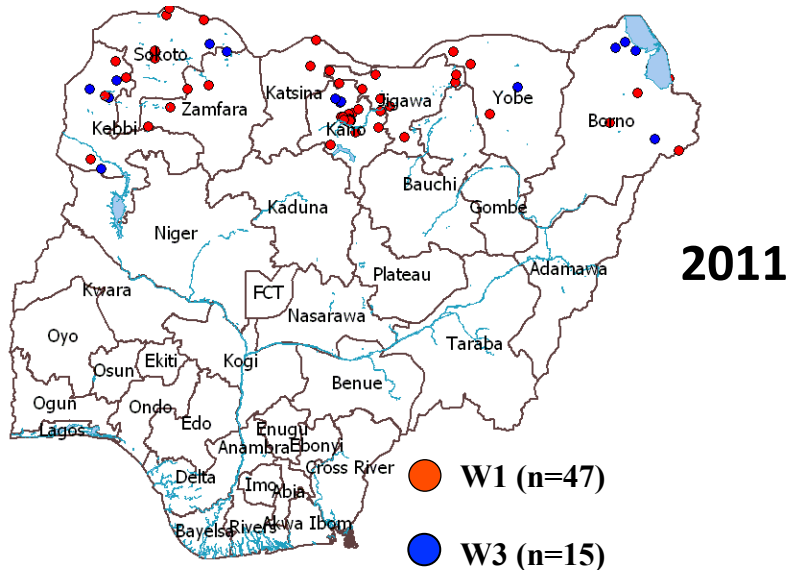 Sokoto
Katsina
Zamfara
Jigawa
Yobe
Kebbi
Kano
Borno
Bauchi
Kaduna
Gombe
Niger
2011
Plateau
Adamawa
Kwara
FCT
Nasarawa
Oyo
Taraba
Osun
Ekiti
Kogi
Benue
Ogun
Ondo
Edo
Lagos
Enugu
Anambra
Ebonyi
Cross River
Delta
Imo
Abia
W1 (n=47)
Bayelsa
Rivers
Akwa Ibom
W3 (n=15)